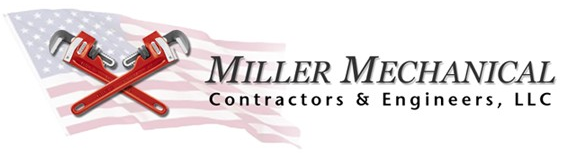 MILLER MECHANICAL
Contractors & Engineers, LLC